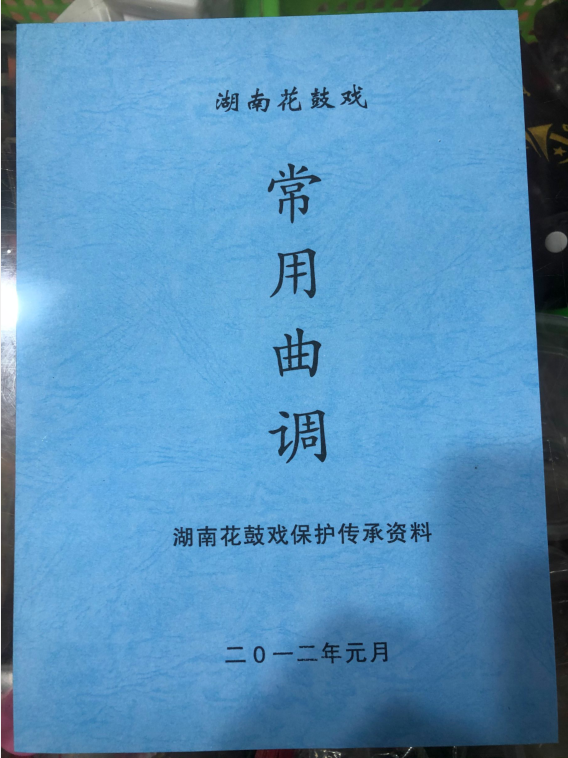 湖南花鼓戏
常用曲调
湖南花鼓戏保护传承资料
二0一二年元月